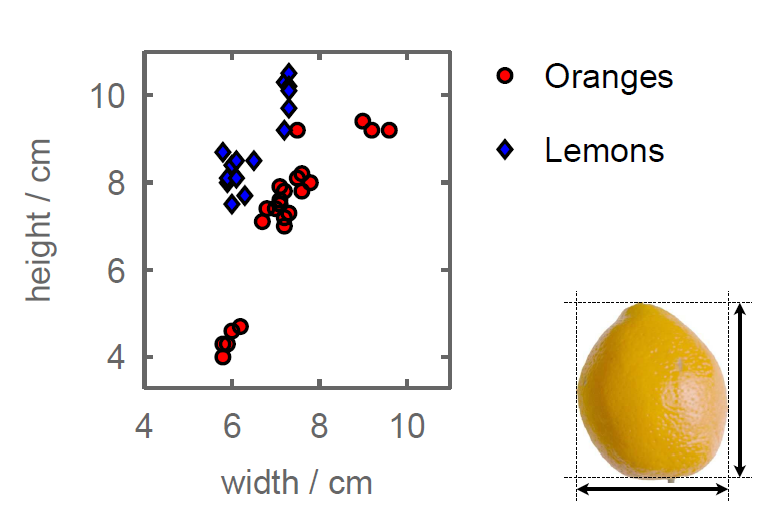 Oranges
Lemons
10
8
6
4
height / cm
4 6 8 10
width / cm